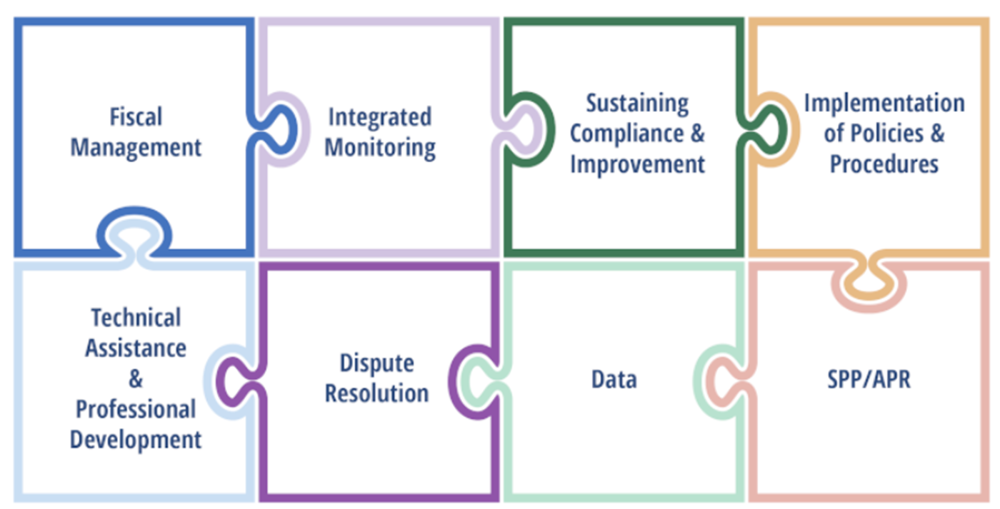 Fiscal
Management
Integrated
Monitoring
Sustaining
Compliance &
Improvement
Implementation
of Policies &
Procedures
Technical
Assistance
&
Professional
Development
Dispute
Resolution
Data
SPP/APR